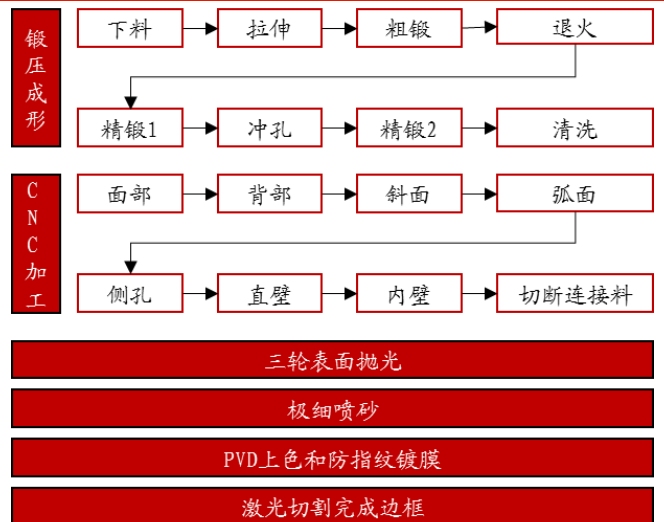 锻压成形
下料
拉伸
粗锻
退火
精锻1
冲孔
精锻2
清洗
CNC加工
面部
背部
斜面
弧面
侧孔
直壁
内壁
切断连接料
三轮表面抛光
极细喷砂
PVD上色和防指纹镀膜
激光切割完成边框